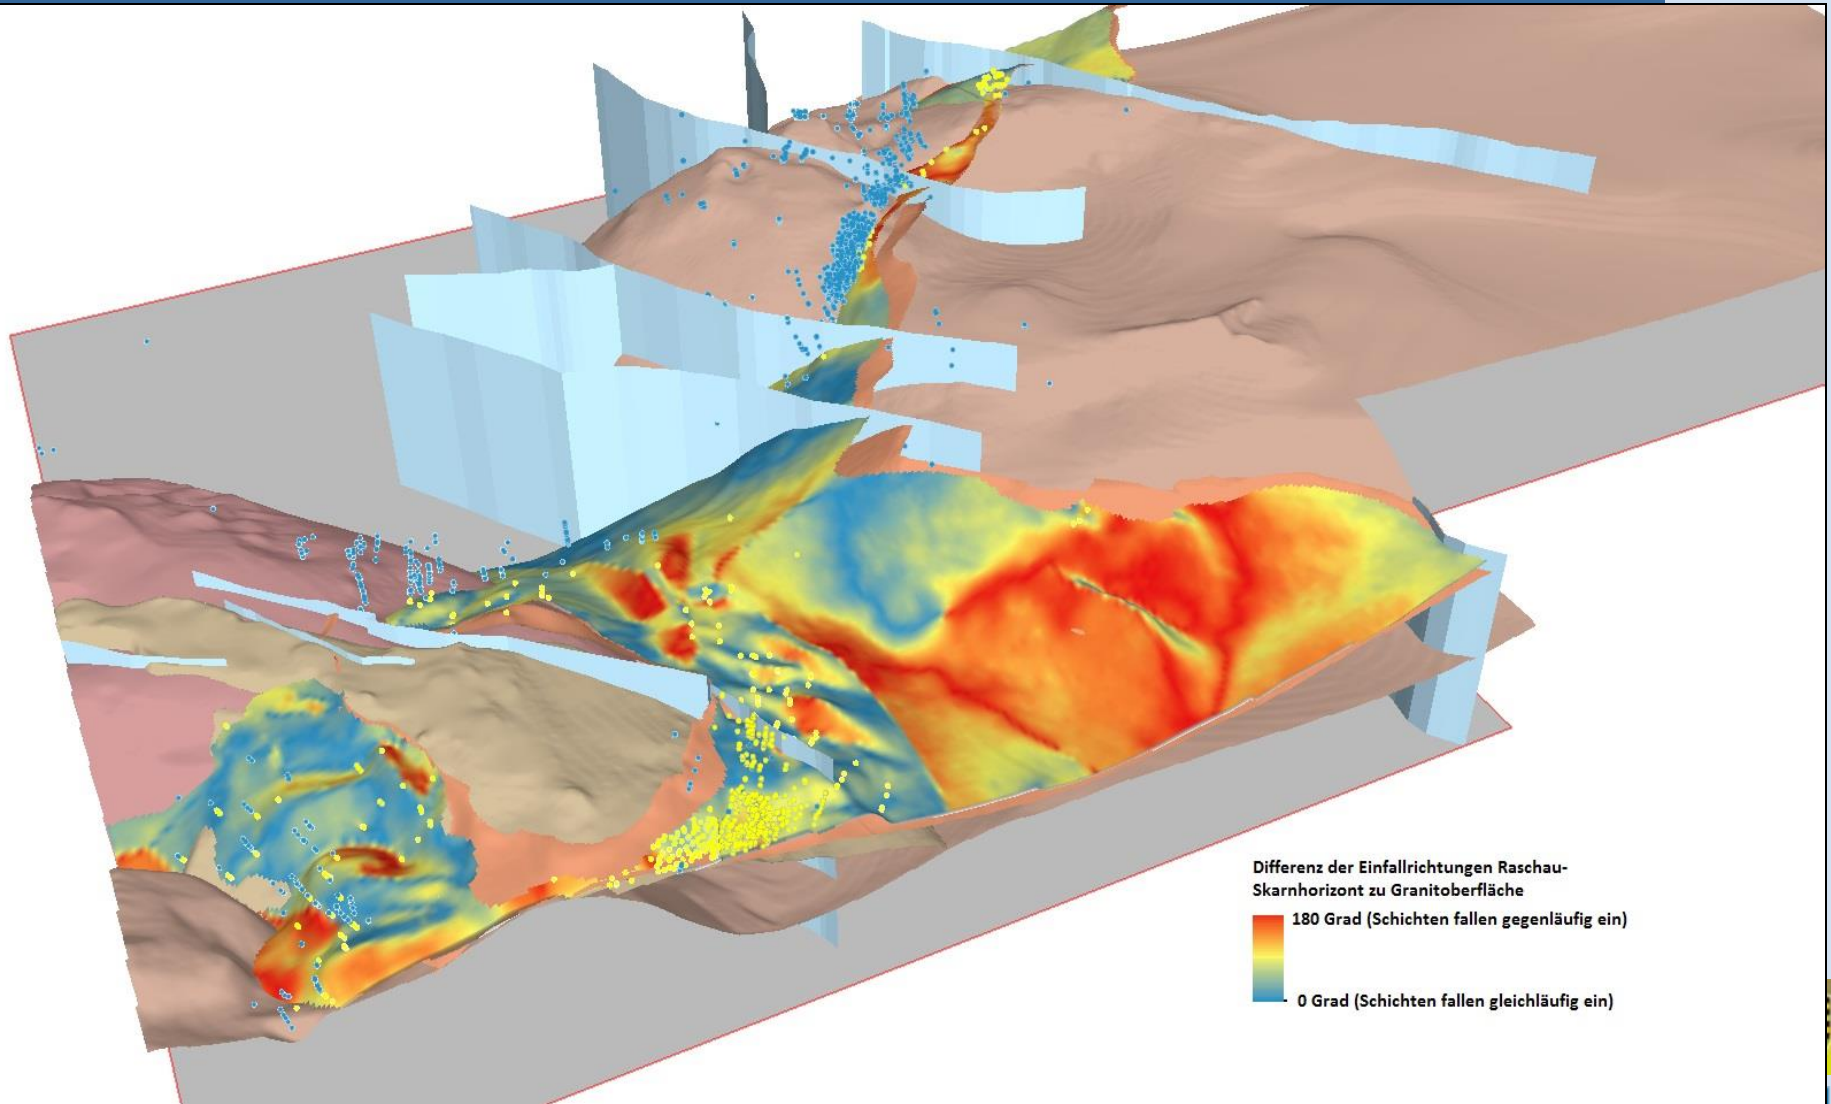 Differenz der Einfallrichtungen Raschau-
Skarnhorizont zu Granitoberfläche
180 Grad (Schichten fallen gegenläufig ein)
0 Grad (Schichten fallen gleichläufig ein)